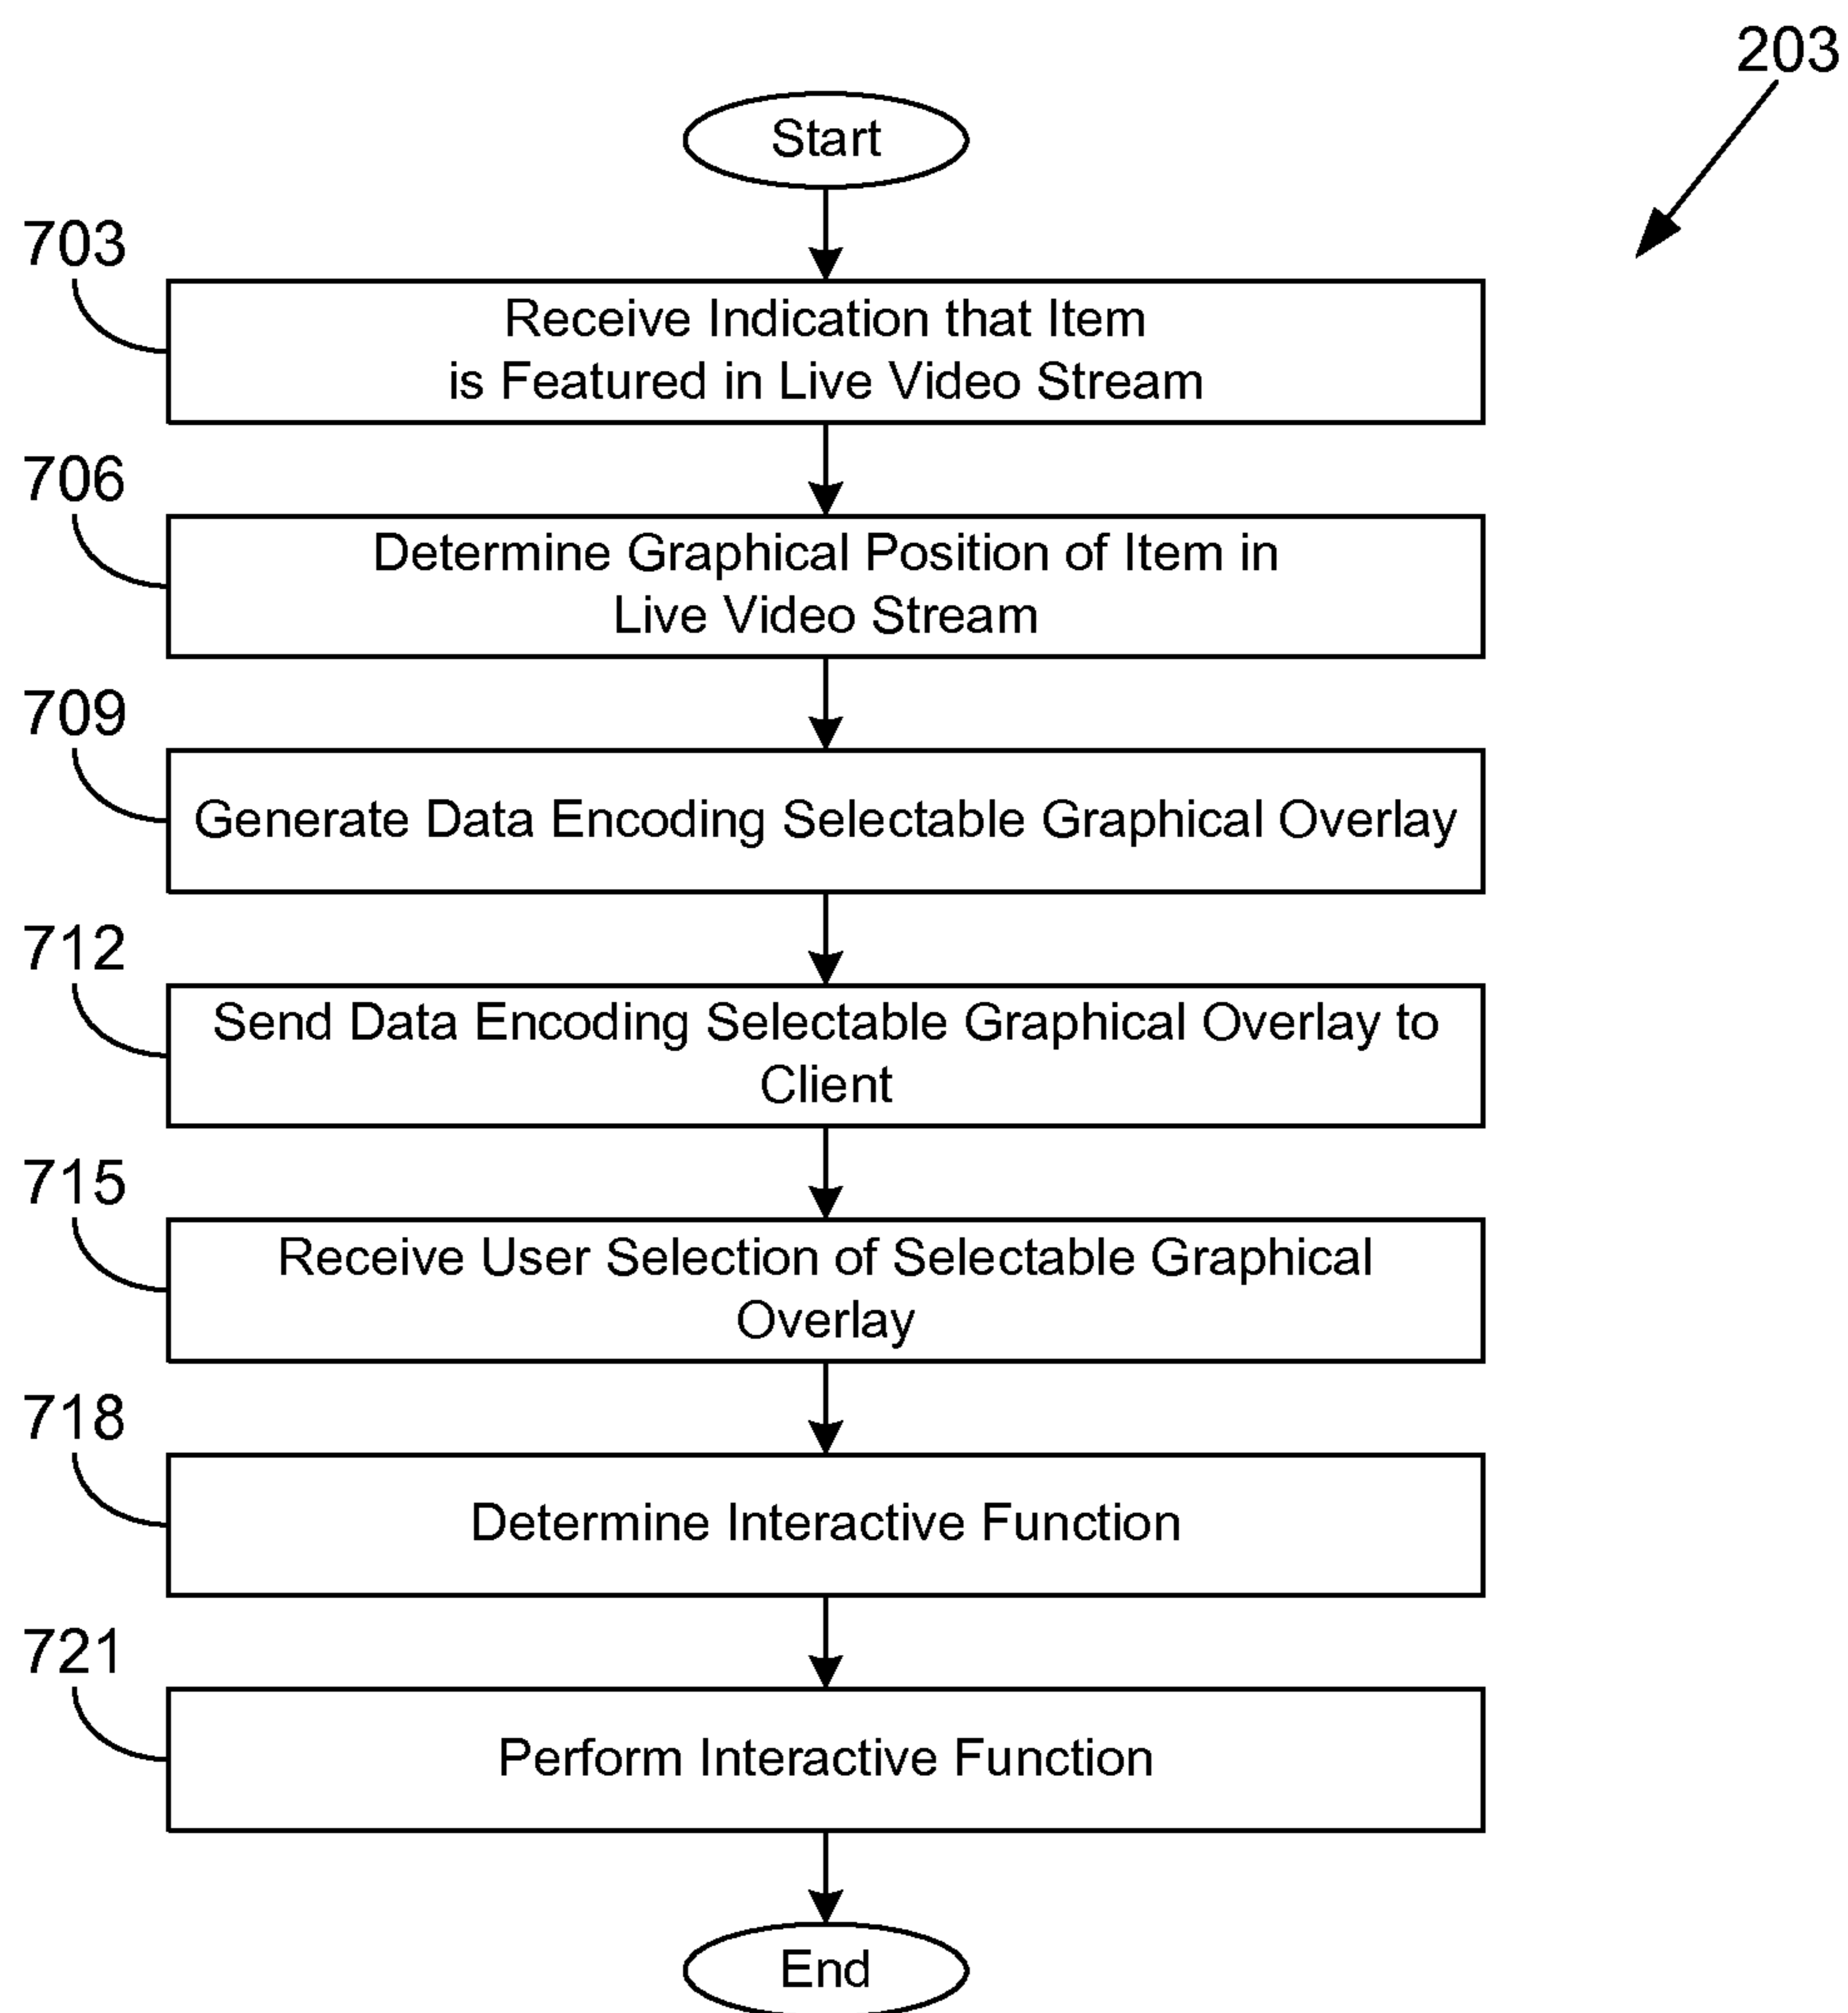 203
Start
703
Receive Indication that Item
is Featured in Live Video Stream
706
Determine Graphical Position of Item in
Live Video Stream
709
Generate Data Encoding Selectable Graphical Overlay
712
Send Data Encoding Selectable Graphical Overlay to
Client
715
Receive User Selection of Selectable Graphical
Overlay
718
Determine Interactive Function
721
Perform Interactive Function
End